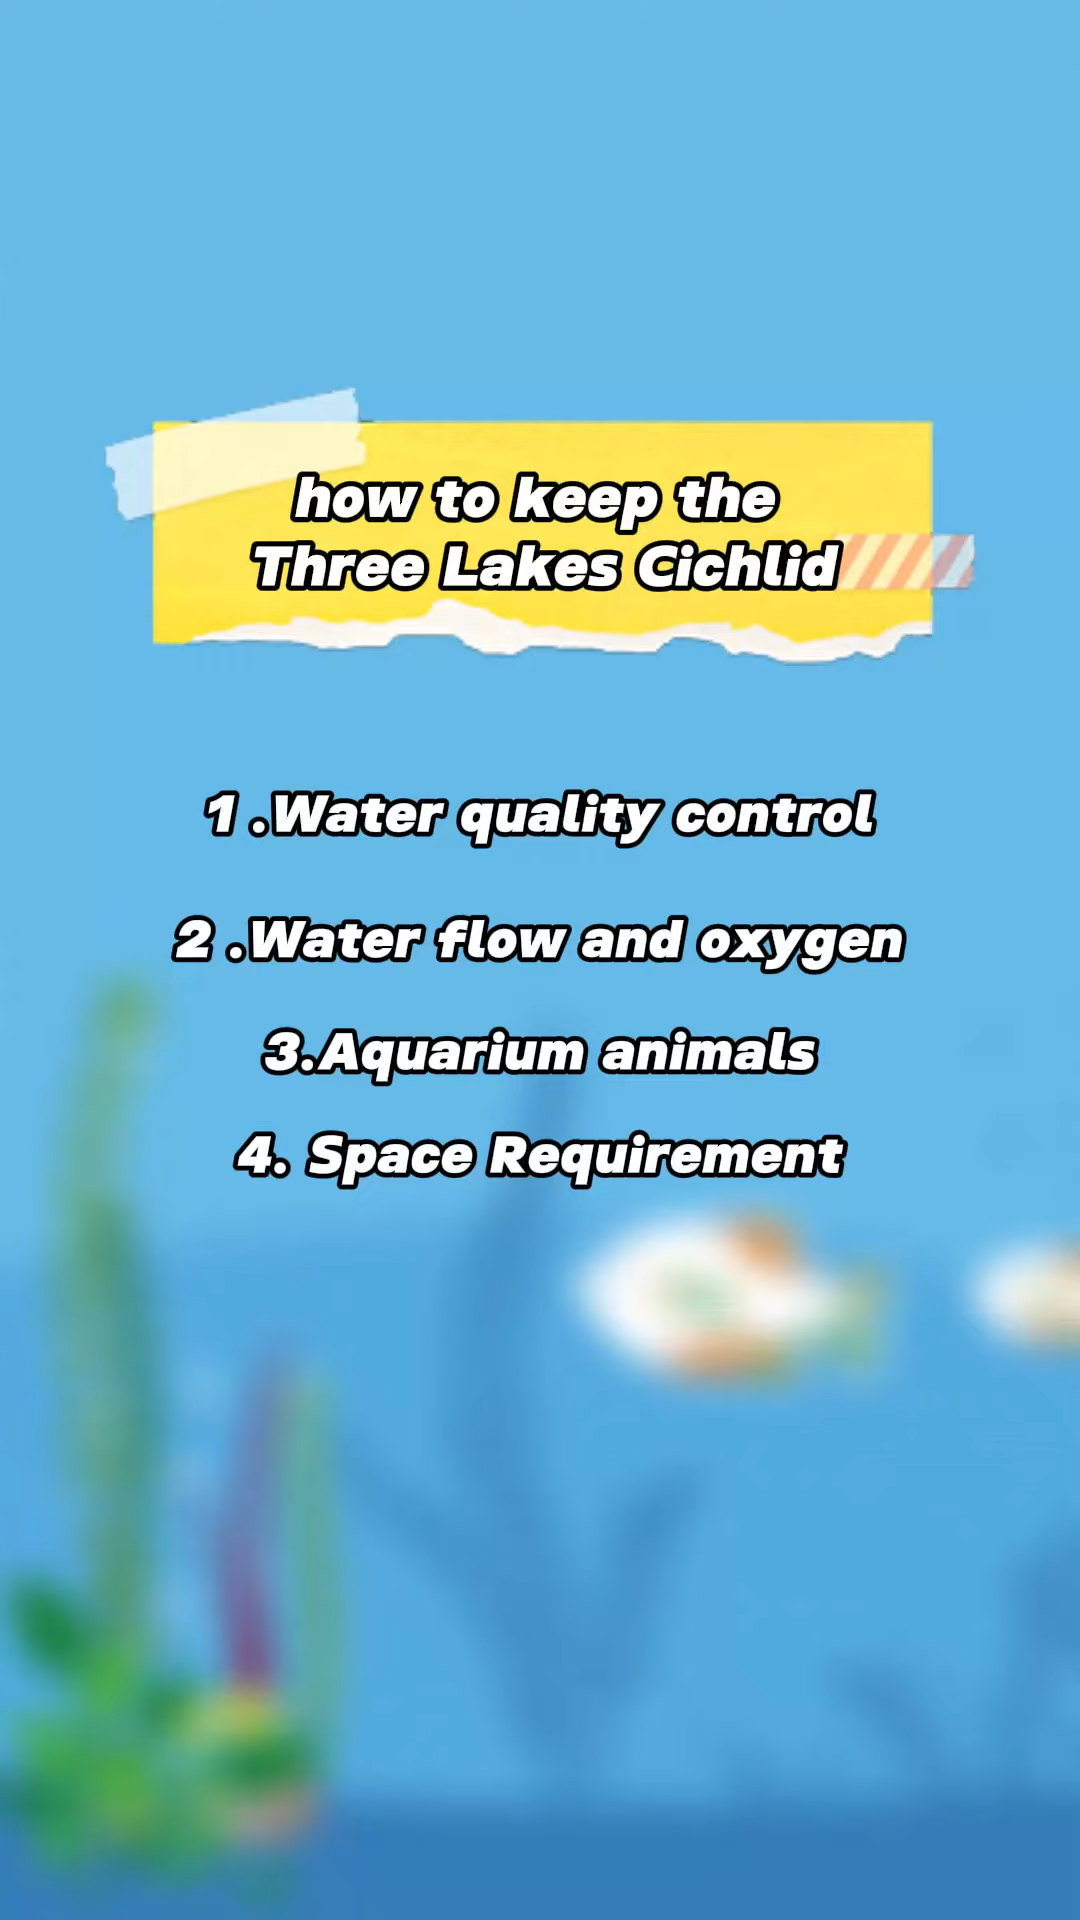 how to keep the
Three Lakes Cichlid
1 .Water quality control
2 .Water flow and oxygen
3.Aquarium animals
4. Space Requirement